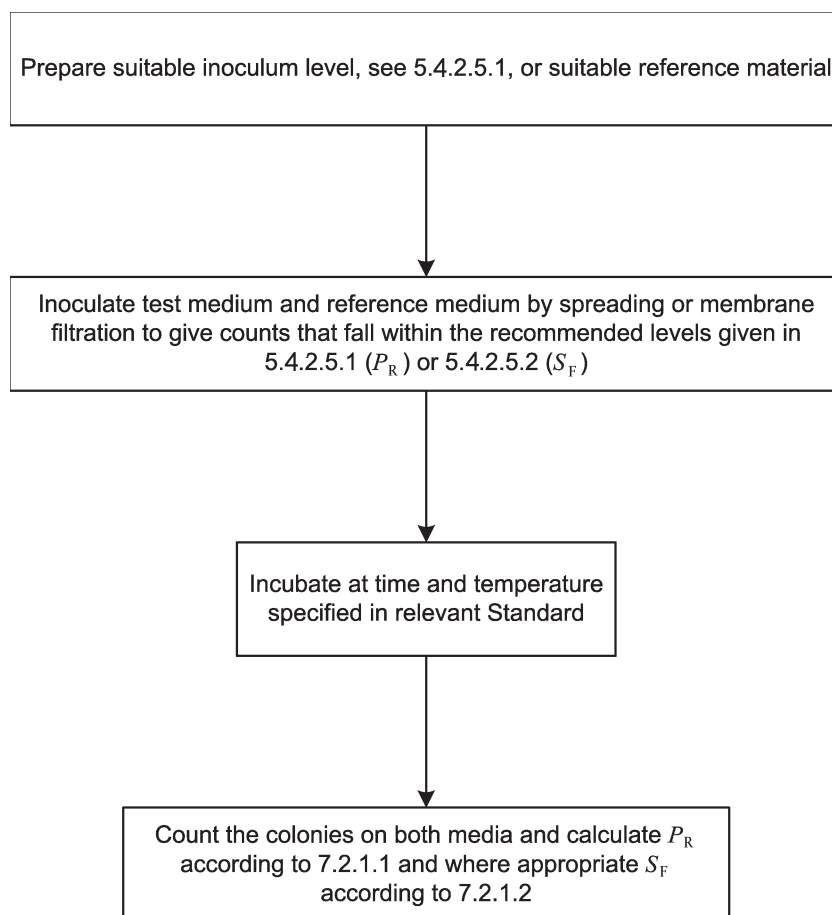 Prepare suitable inoculum level, see 5.4.2.5.1, or suitable reference material
Inoculate test medium and reference medium by spreading or membrane
filtration to give counts that fall within the recommended levels given in
5.4.2.5.1 (P_R) or 5.4.2.5.2 (S_F)
Incubate at time and temperature
specified in relevant Standard
Count the colonies on both media and calculate P_R
according to 7.2.1.1 and where appropriate S_F
according to 7.2.1.2